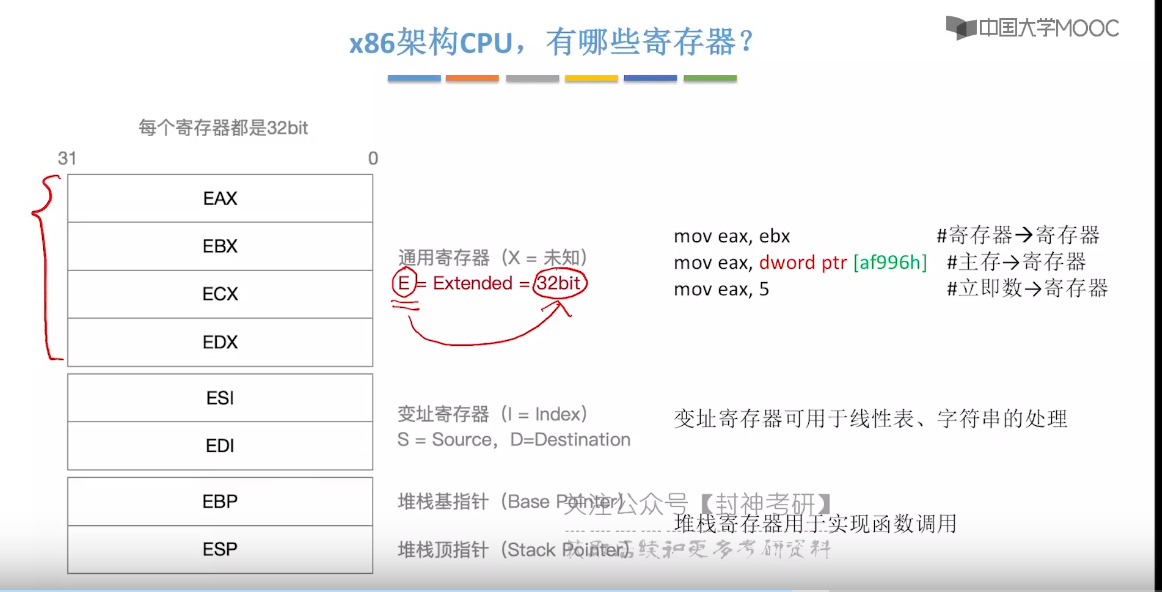 x86架构CPU，有哪些寄存器？
中国大学MOOC
每个寄存器都是32bit
31 0
EAX
EBX
ECX
EDX
通用寄存器（X = 未知）
E = Extended = 32bit
mov eax, ebx #寄存器→寄存器
mov eax, dword ptr [af996h] #主存→寄存器
mov eax, 5 #立即数→寄存器
ESI
EDI
变址寄存器（I = Index）
S = Source，D=Destination
变址寄存器可用于线性表、字符串的处理
EBP
ESP
堆栈基指针（Base Pointer）
堆栈顶指针（Stack Pointer）
关注公众号【封神考研】
堆栈寄存器用于实现函数调用
后续和更多考研资料